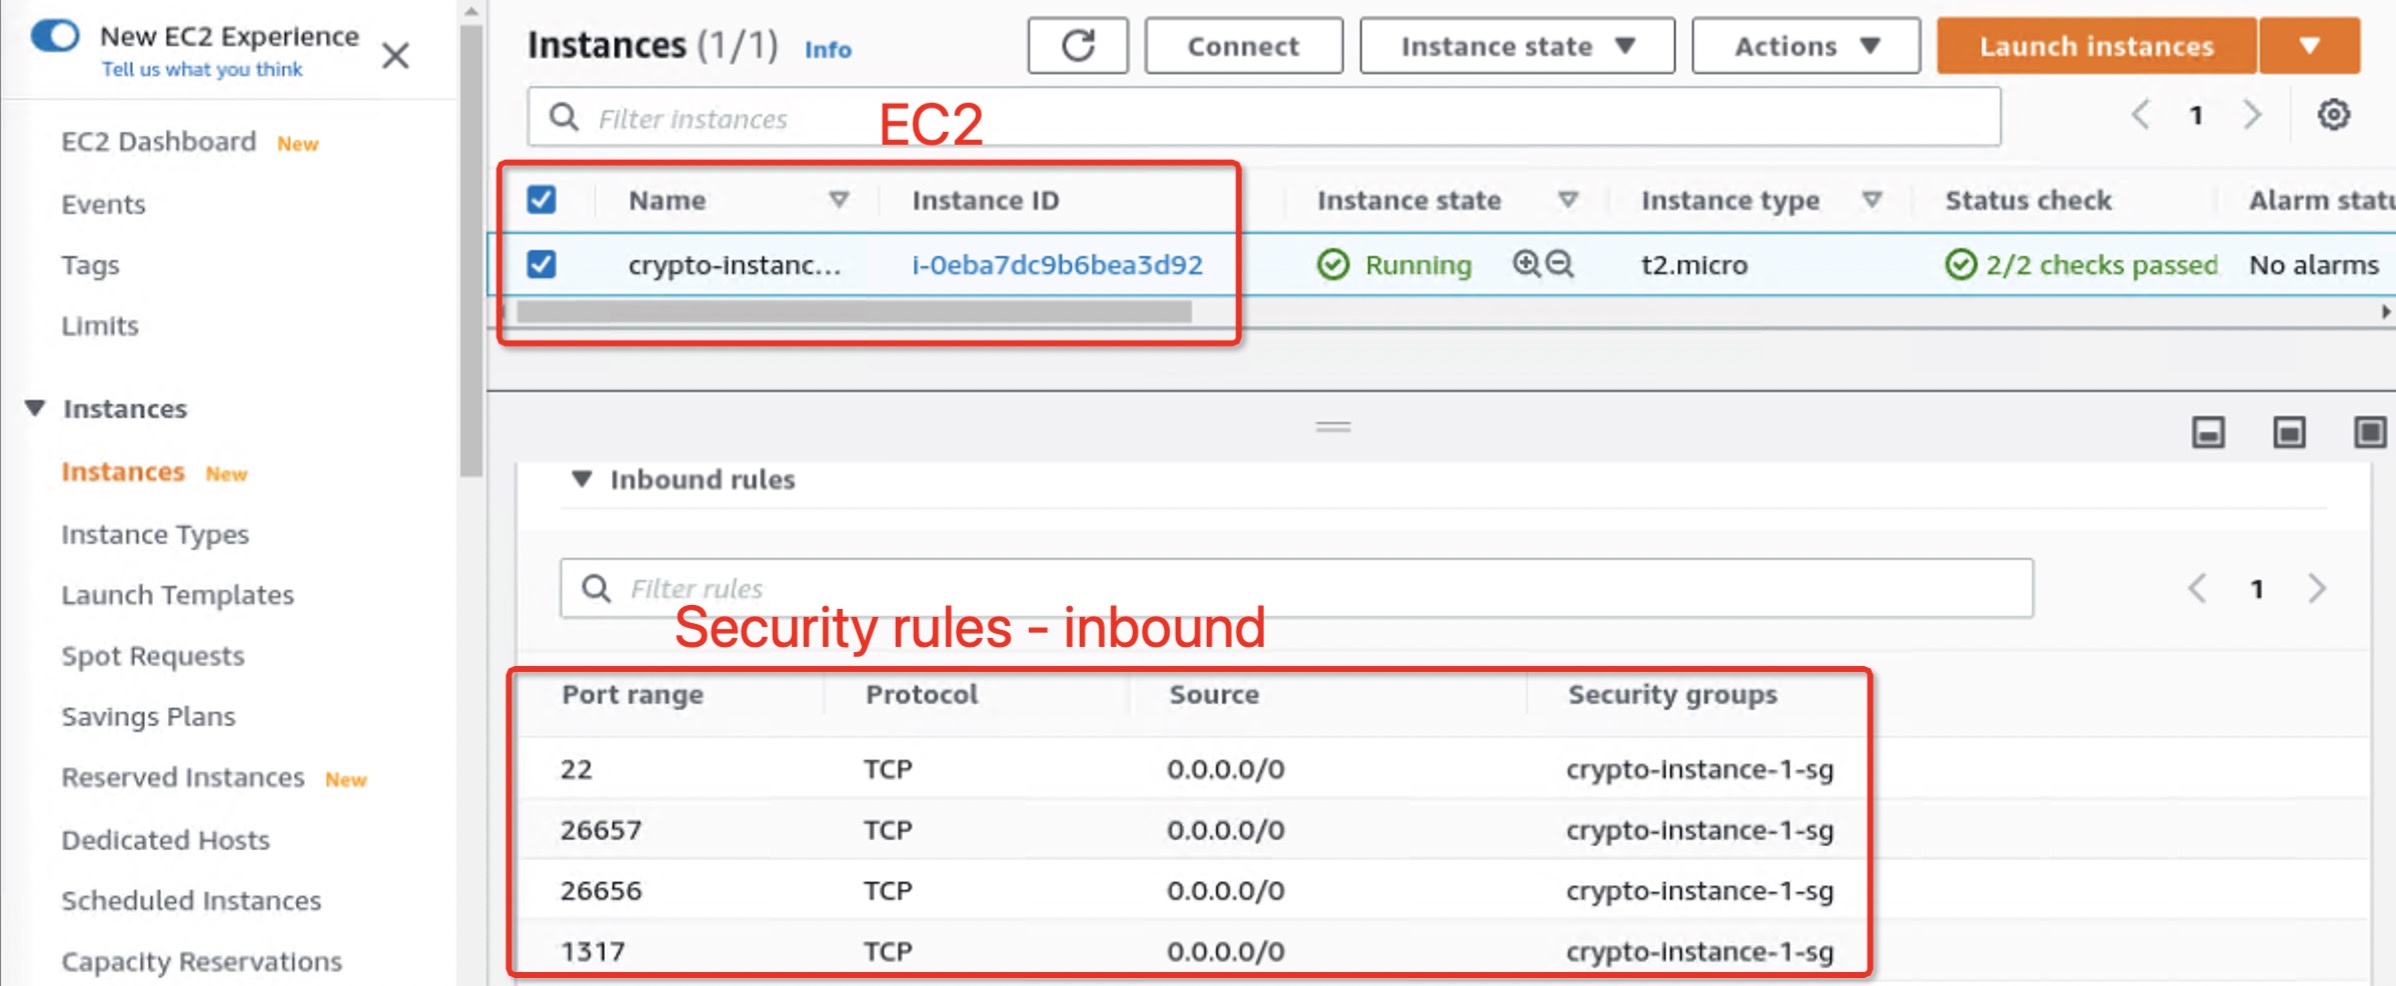 New EC2 Experience
Tell us what you think
EC2 Dashboard New
Events
Tags
Limits
Instances
Instances New
Instance Types
Launch Templates
Spot Requests
Savings Plans
Reserved Instances New
Dedicated Hosts
Scheduled Instances
Capacity Reservations
Instances (1/1) Info Connect Instance state Actions Launch instances
Filter instances 1
EC2
Name Instance ID Instance state Instance type Status check Alarm statu
crypto-instanc... i-0eba7dc9b6bea3d92 Running t2.micro 2/2 checks passed No alarms
Inbound rules
Filter rules 1
Security rules - inbound
Port range Protocol Source Security groups
22 TCP 0.0.0.0/0 crypto-instance-1-sg
26657 TCP 0.0.0.0/0 crypto-instance-1-sg
26656 TCP 0.0.0.0/0 crypto-instance-1-sg
1317 TCP 0.0.0.0/0 crypto-instance-1-sg